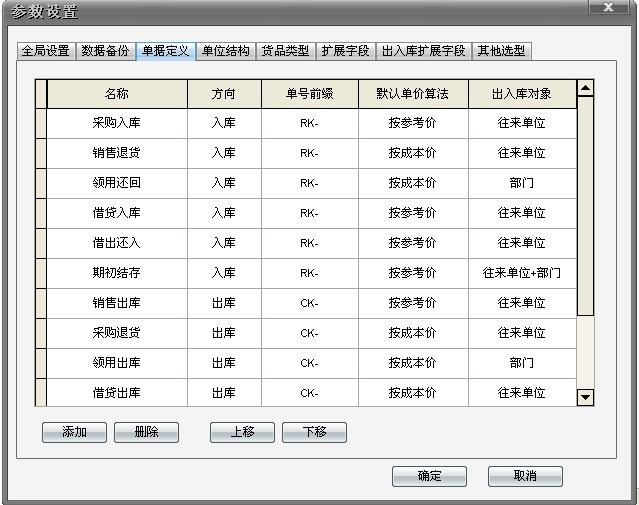 参数设置
X
全局设置 数据备份 单据定义 单位结构 货品类型 扩展字段 出入库扩展字段 其他选型
名称 方向 单号前缀 默认单价算法 出入库对象
采购入库 入库 RK- 按参考价 往来单位
销售退货 入库 RK- 按成本价 往来单位
领用还回 入库 RK- 按成本价 部门
借贷入库 入库 RK- 按参考价 往来单位
借出还入 入库 RK- 按参考价 往来单位
期初结存 入库 RK- 按参考价 往来单位+部门
销售出库 出库 CK- 按参考价 往来单位
采购退货 出库 CK- 按成本价 往来单位
领用出库 出库 CK- 按成本价 部门
借贷出库 出库 CK- 按成本价 往来单位
添加 删除 上移 下移
确定 取消